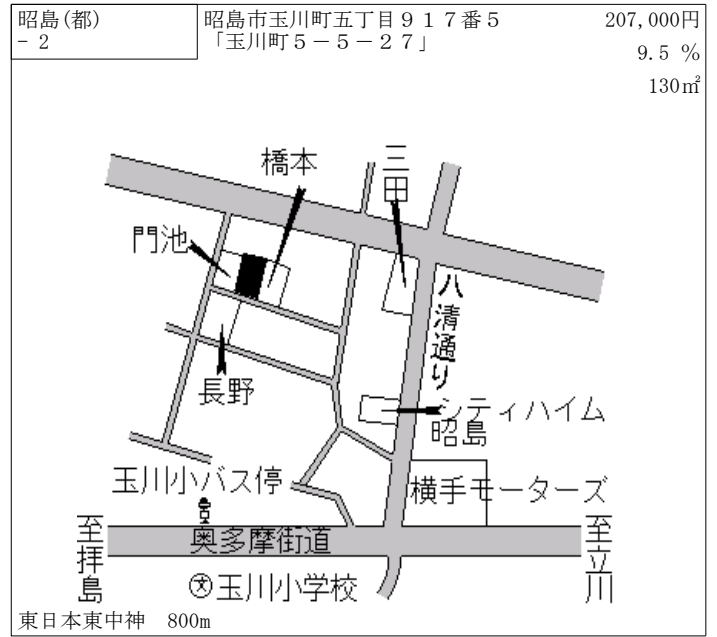 昭島(都)
- 2
昭島市玉川町五丁目９１７番５
「玉川町５－５－２７」
207,000円
9.5 %
130㎡
橋本
三田
門池
八清通り
長野
シティハイム
昭島
玉川小バス停
横手モーターズ
至拝島
奥多摩街道
至立川
文
玉川小学校
東日本東中神 800m